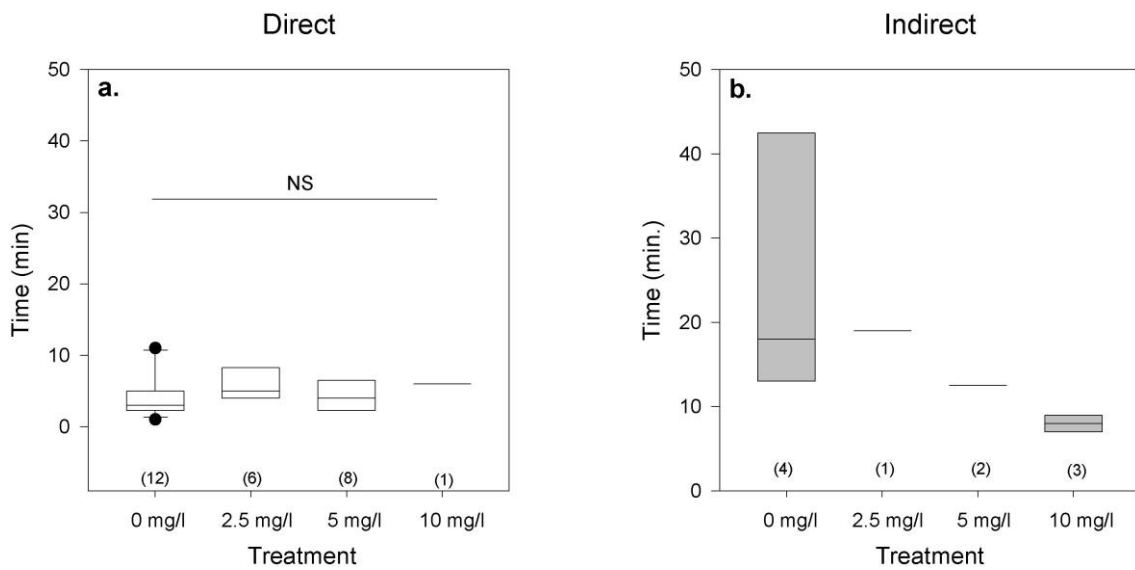 Direct
50
a.
40
NS
30
20
10
0
Time (min)
(12) (6) (8) (1)
0 mg/l 2.5 mg/l 5 mg/l 10 mg/l
Treatment
Indirect
50
b.
40
30
20
10
0
Time (min.)
(4) (1) (2) (3)
0 mg/l 2.5 mg/l 5 mg/l 10 mg/l
Treatment